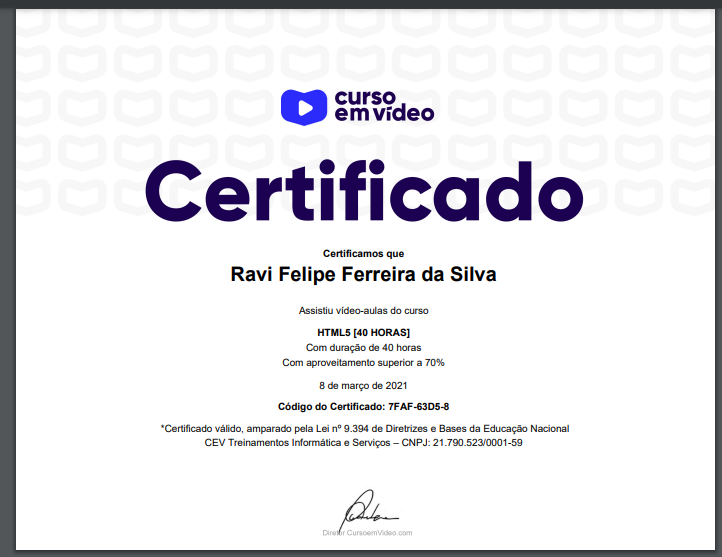 curso
em vídeo
Certificado
Certificamos que
Ravi Felipe Ferreira da Silva
Assistiu vídeo-aulas do curso
HTML5 [40 HORAS]
Com duração de 40 horas
Com aproveitamento superior a 70%
8 de março de 2021
Código do Certificado: 7FAF-63D5-8
*Certificado válido, amparado pela Lei nº 9.394 de Diretrizes e Bases da Educação Nacional
CEV Treinamentos Informática e Serviços – CNPJ: 21.790.523/0001-59
Diretor CursoemVideo.com